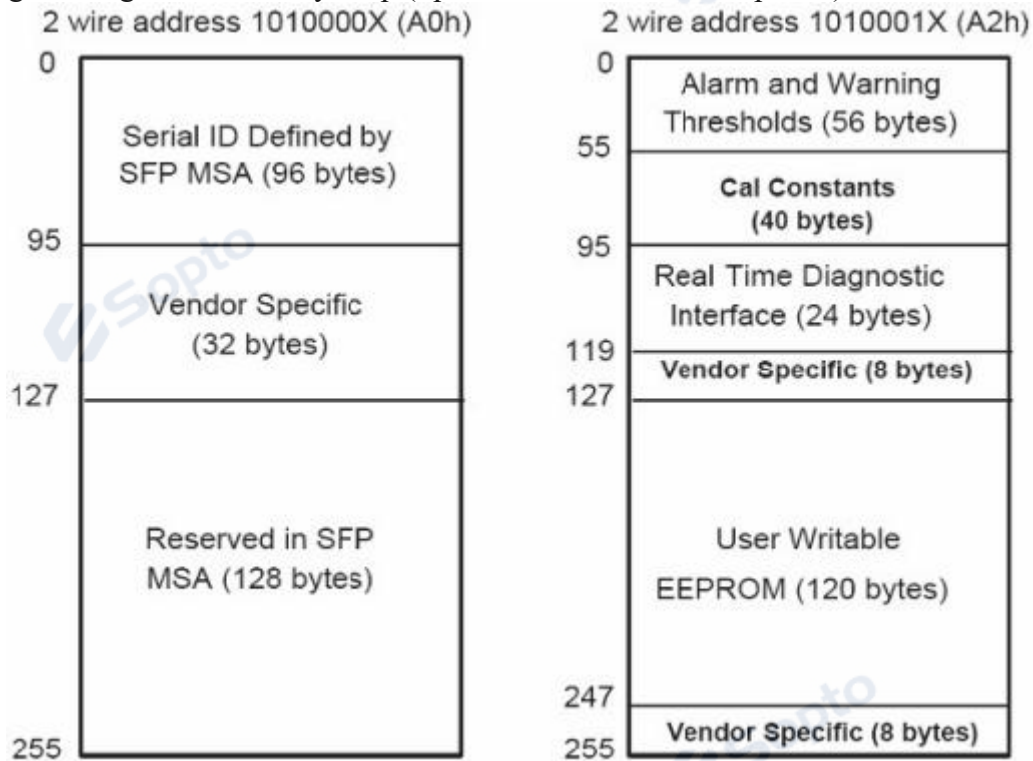 2 wire address 1010000X (A0h)
0
Serial ID Defined by
SFP MSA (96 bytes)
95
Vendor Specific
(32 bytes)
127
Reserved in SFP
MSA (128 bytes)
255
2 wire address 1010001X (A2h)
0
Alarm and Warning
Thresholds (56 bytes)
55
Cal Constants
(40 bytes)
95
Real Time Diagnostic
Interface (24 bytes)
119
Vendor Specific (8 bytes)
127
User Writable
EEPROM (120 bytes)
247
Vendor Specific (8 bytes)
255
Sopto
Sopto